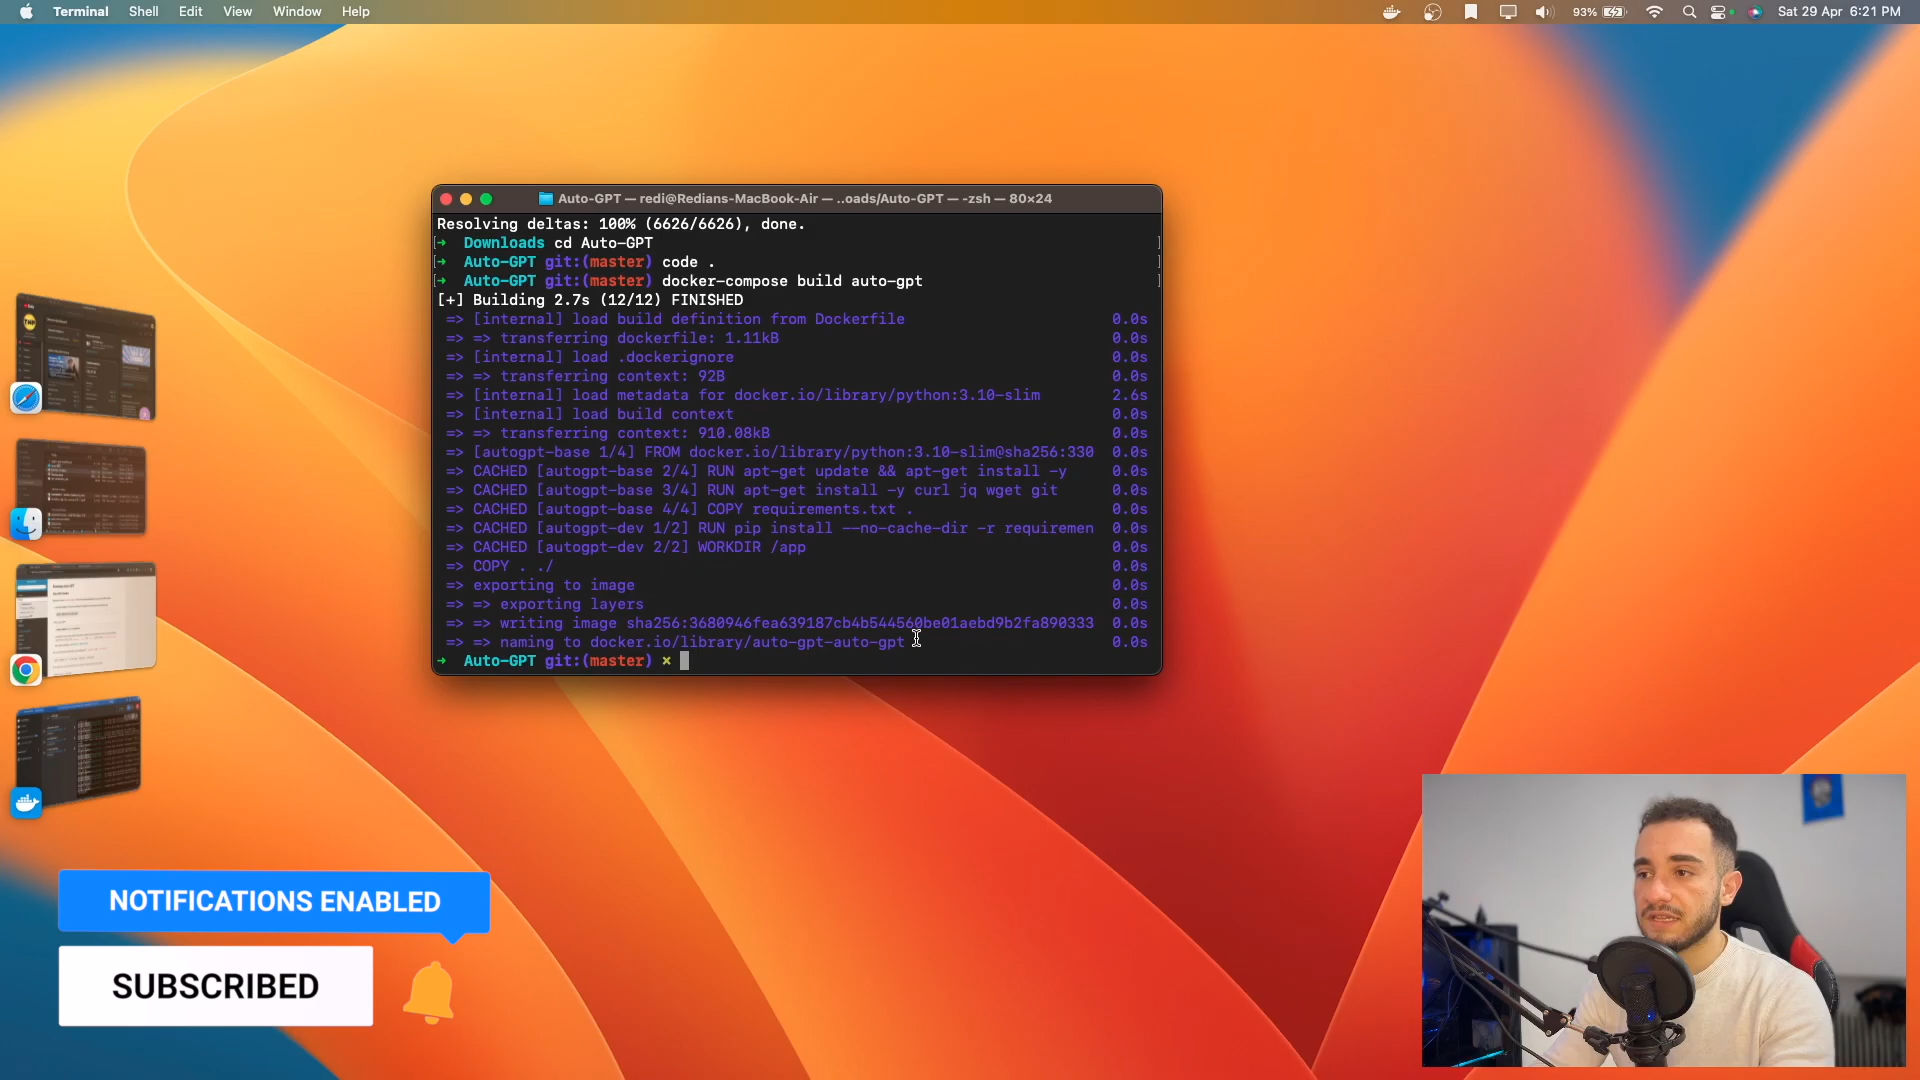 Terminal Shell Edit View Window Help 93% Sat 29 Apr 6:21 PM
Auto-GPT — redi@Redians-MacBook-Air — ..oads/Auto-GPT — -zsh — 80×24
Resolving deltas: 100% (6626/6626), done.
[➜ Downloads cd Auto-GPT ]
[➜ Auto-GPT git:(master) code . ]
[➜ Auto-GPT git:(master) docker-compose build auto-gpt ]
[+] Building 2.7s (12/12) FINISHED
=> [internal] load build definition from Dockerfile 0.0s
=> => transferring dockerfile: 1.11kB 0.0s
=> [internal] load .dockerignore 0.0s
=> => transferring context: 92B 0.0s
=> [internal] load metadata for docker.io/library/python:3.10-slim 2.6s
=> [internal] load build context 0.0s
=> => transferring context: 910.08kB 0.0s
=> [autogpt-base 1/4] FROM docker.io/library/python:3.10-slim@sha256:330 0.0s
=> CACHED [autogpt-base 2/4] RUN apt-get update && apt-get install -y 0.0s
=> CACHED [autogpt-base 3/4] RUN apt-get install -y curl jq wget git 0.0s
=> CACHED [autogpt-base 4/4] COPY requirements.txt . 0.0s
=> CACHED [autogpt-dev 1/2] RUN pip install --no-cache-dir -r requiremen 0.0s
=> CACHED [autogpt-dev 2/2] WORKDIR /app 0.0s
=> COPY . ./ 0.0s
=> exporting to image 0.0s
=> => exporting layers 0.0s
=> => writing image sha256:3680946fea639187cb4b544560be01aebd9b2fa890333 0.0s
=> => naming to docker.io/library/auto-gpt-auto-gpt 0.0s
➜ Auto-GPT git:(master) ×
NOTIFICATIONS ENABLED
SUBSCRIBED